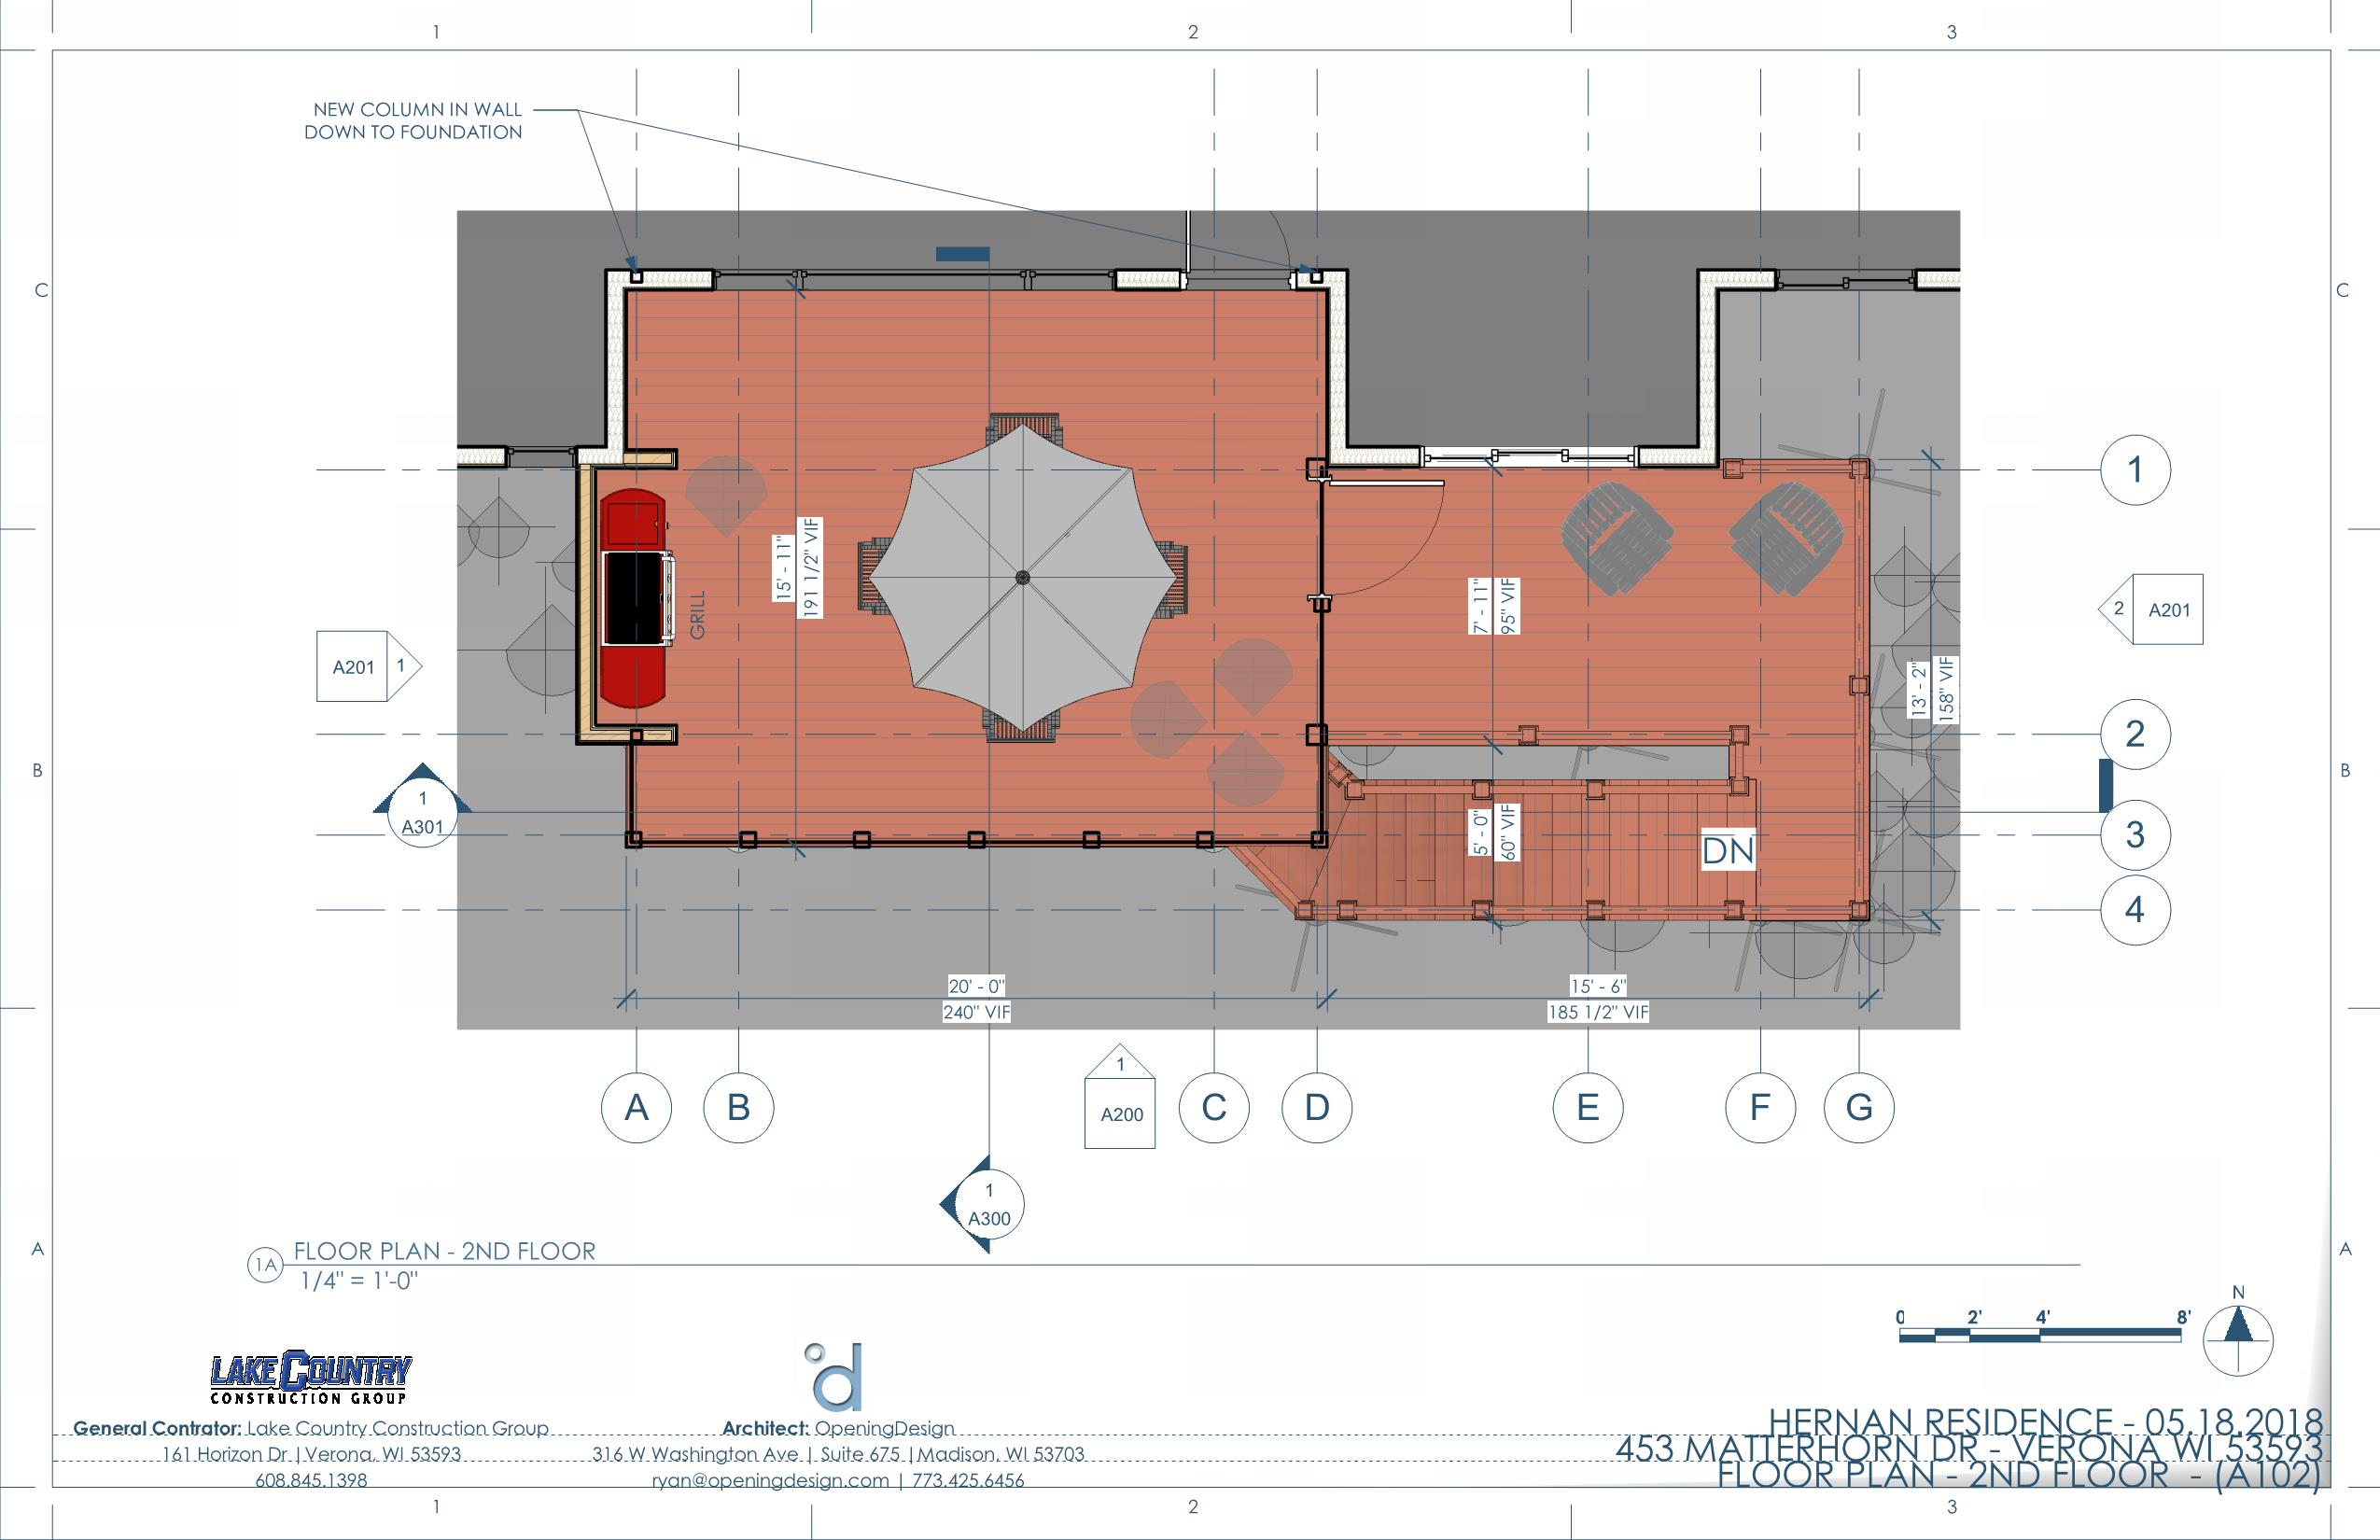 1
2
3
NEW COLUMN IN WALL
DOWN TO FOUNDATION
C
C
1
15' - 11"
191 1/2" VIF
GRILL
7' - 11"
95" VIF
2
A201
A201
1
13' - 2"
158" VIF
2
B
B
1
A301
5' - 0"
60" VIF
DN
3
4
20' - 0"
240" VIF
15' - 6"
185 1/2" VIF
1
A200
A
B
C
D
E
F
G
1
A300
A
A
1A
FLOOR PLAN - 2ND FLOOR
1/4" = 1'-0"
N
0
2'
4'
8'
LAKE COUNTRY
CONSTRUCTION GROUP
d
General Contrator: Lake Country Construction Group
161 Horizon Dr | Verona, WI 53593
608.845.1398
Architect: OpeningDesign
316 W Washington Ave | Suite 675 | Madison, WI 53703
ryan@openingdesign.com | 773.425.6456
HERNAN RESIDENCE - 05.18.2018
453 MATTERHORN DR - VERONA WI 53593
FLOOR PLAN - 2ND FLOOR - (A102)
1
2
3